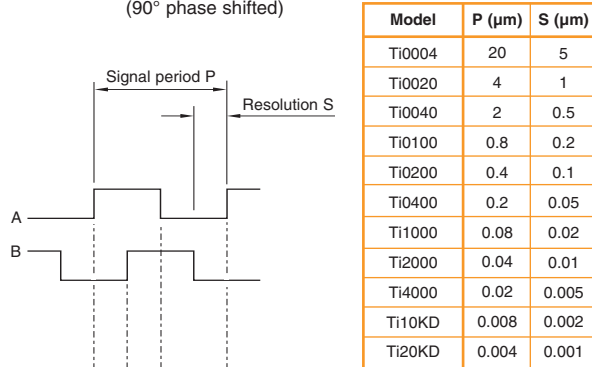 (90° phase shifted)
Signal period P
Resolution S
A
B
Model P (µm) S (µm)
Ti0004 20 5
Ti0020 4 1
Ti0040 2 0.5
Ti0100 0.8 0.2
Ti0200 0.4 0.1
Ti0400 0.2 0.05
Ti1000 0.08 0.02
Ti2000 0.04 0.01
Ti4000 0.02 0.005
Ti10KD 0.008 0.002
Ti20KD 0.004 0.001